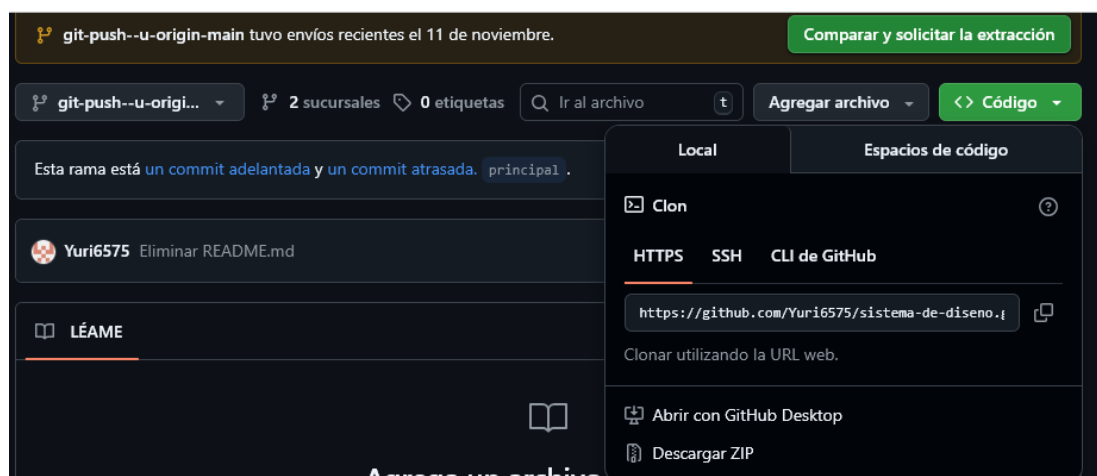 git-push--u-origin-main tuvo envíos recientes el 11 de noviembre.
Comparar y solicitar la extracción
git-push--u-origi...
2 sucursales
0 etiquetas
Ir al archivo
t
Agregar archivo
<> Código
Esta rama está un commit adelantada y un commit atrasada. principal .
Yuri6575 Eliminar README.md
LÉAME
Agrega un archivo
Local
Espacios de código
Clon
HTTPS
SSH
CLI de GitHub
https://github.com/Yuri6575/sistema-de-diseno.g
Clonar utilizando la URL web.
Abrir con GitHub Desktop
Descargar ZIP